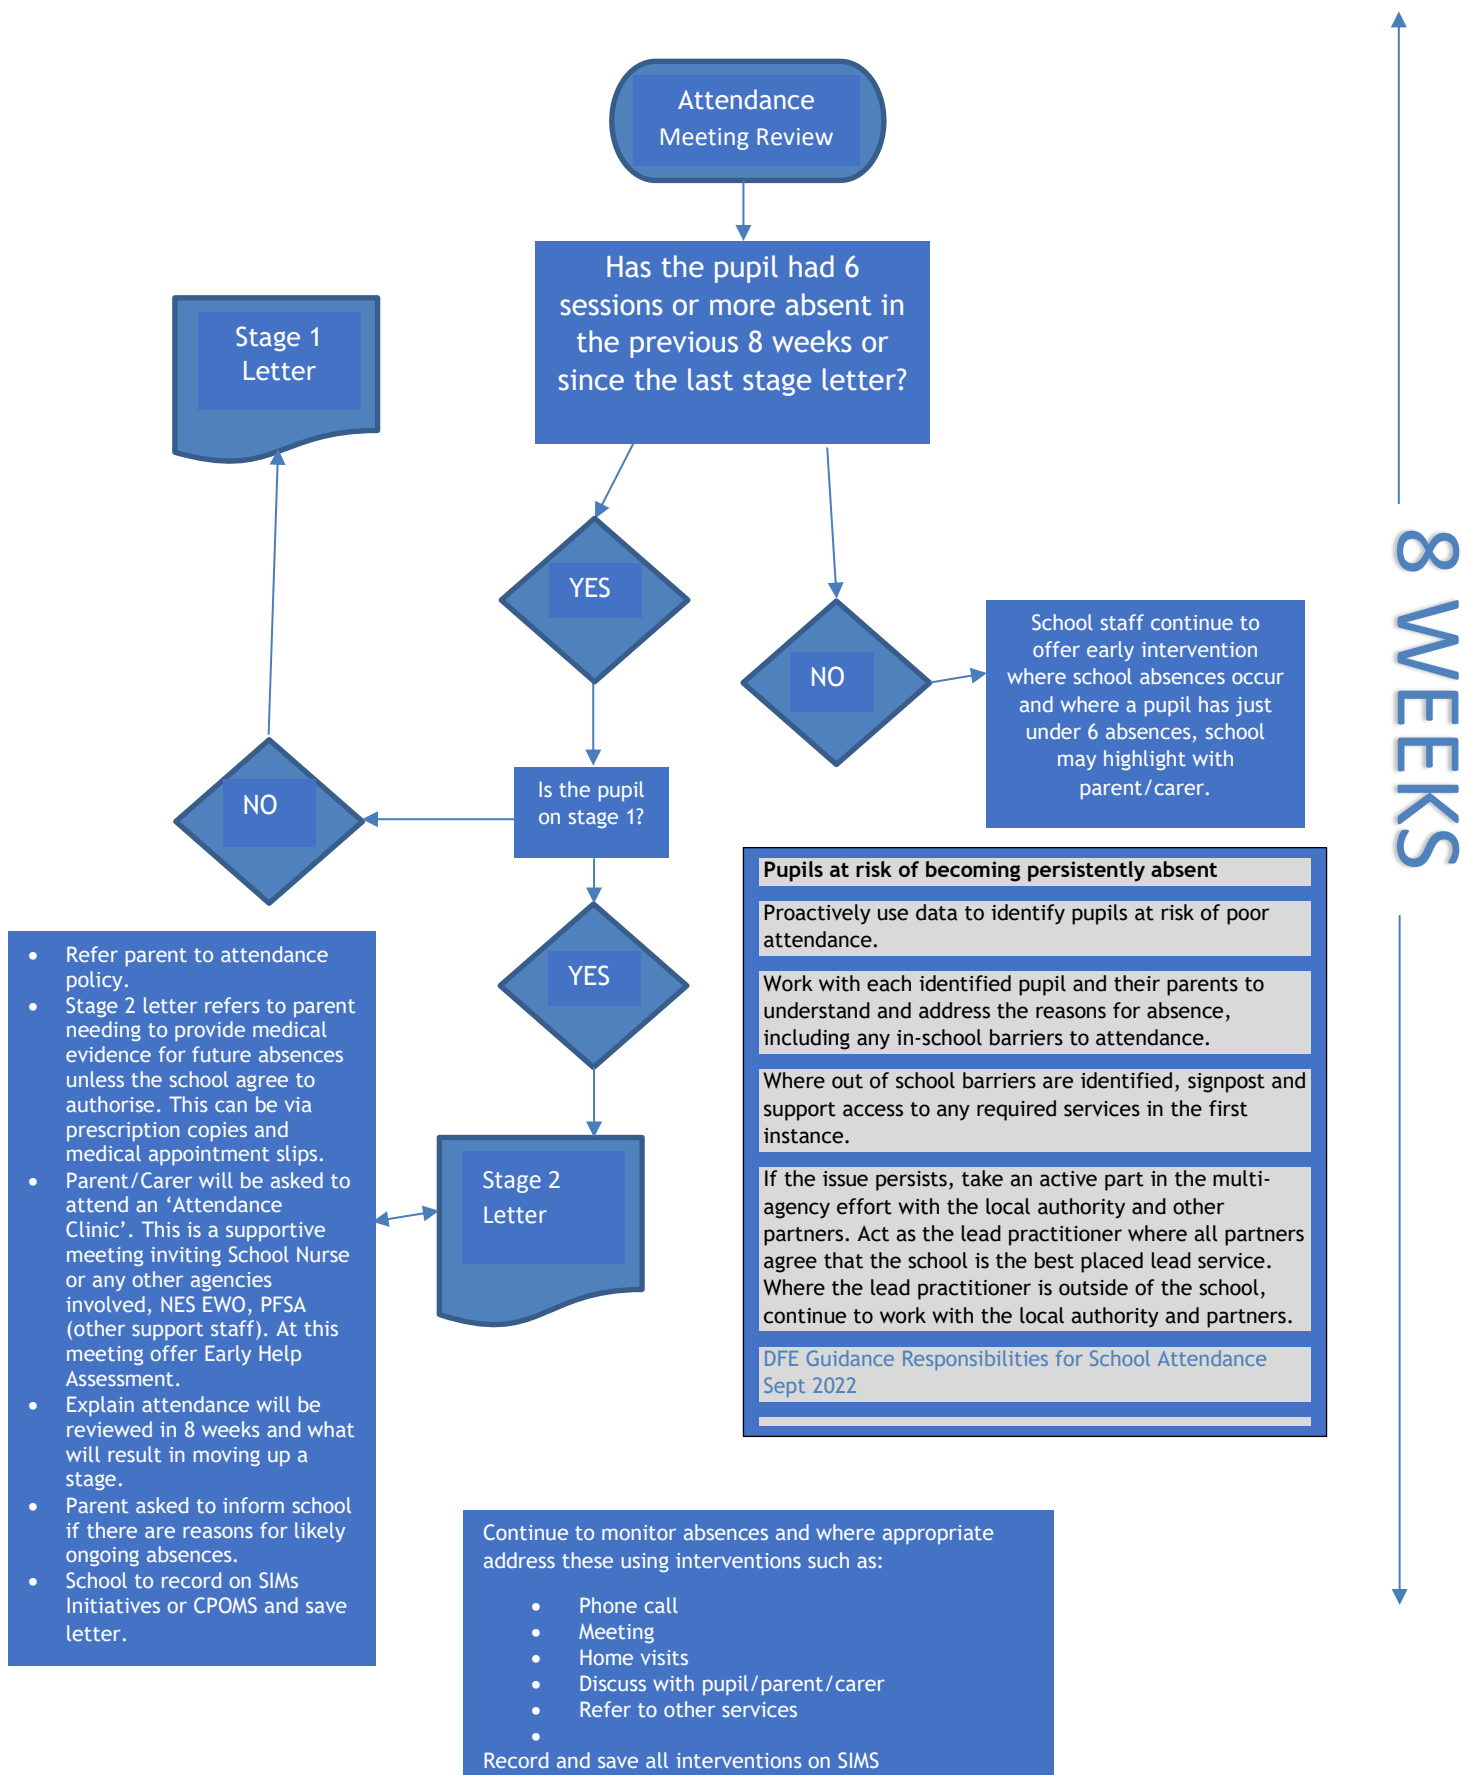 Attendance
Meeting Review
Has the pupil had 6
sessions or more absent in
the previous 8 weeks or
since the last stage letter?
Stage 1
Letter
YES
NO
School staff continue to
offer early intervention
where school absences occur
and where a pupil has just
under 6 absences, school
may highlight with
parent/carer.
8 WEEKS
Is the pupil
on stage 1?
NO
YES
Pupils at risk of becoming persistently absent
Proactively use data to identify pupils at risk of poor
attendance.
Work with each identified pupil and their parents to
understand and address the reasons for absence,
including any in-school barriers to attendance.
Where out of school barriers are identified, signpost and
support access to any required services in the first
instance.
If the issue persists, take an active part in the multi-
agency effort with the local authority and other
partners. Act as the lead practitioner where all partners
agree that the school is the best placed lead service.
Where the lead practitioner is outside of the school,
continue to work with the local authority and partners.
DFE Guidance Responsibilities for School Attendance
Sept 2022
• Refer parent to attendance
policy.
• Stage 2 letter refers to parent
needing to provide medical
evidence for future absences
unless the school agree to
authorise. This can be via
prescription copies and
medical appointment slips.
• Parent/Carer will be asked to
attend an ‘Attendance
Clinic’. This is a supportive
meeting inviting School Nurse
or any other agencies
involved, NES EWO, PFSA
(other support staff). At this
meeting offer Early Help
Assessment.
• Explain attendance will be
reviewed in 8 weeks and what
will result in moving up a
stage.
• Parent asked to inform school
if there are reasons for likely
ongoing absences.
• School to record on SIMs
Initiatives or CPOMS and save
letter.
Stage 2
Letter
Continue to monitor absences and where appropriate
address these using interventions such as:
• Phone call
• Meeting
• Home visits
• Discuss with pupil/parent/carer
• Refer to other services
•
Record and save all interventions on SIMS